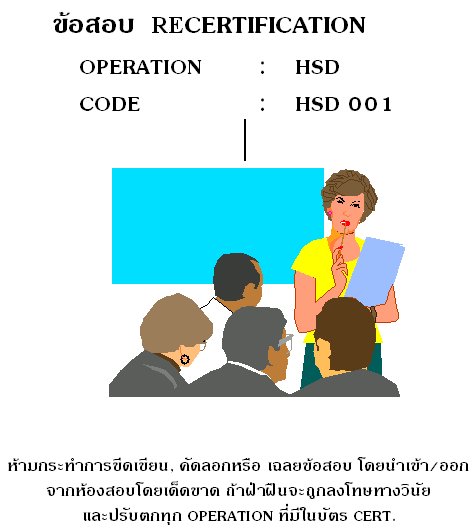 ข้อสอบ RECERTIFICATION
OPERATION : HSD
CODE : HSD 001
ห้ามกระทำการขีดเขียน, คัดลอกหรือ เฉลยข้อสอบ โดยนำเข้า/ออก
จากห้องสอบโดยเด็ดขาด ถ้าฝ่าฝืนจะถูกลงโทษทางวินัย
และปรับตกทุก OPERATION ที่มีในบัตร CERT.